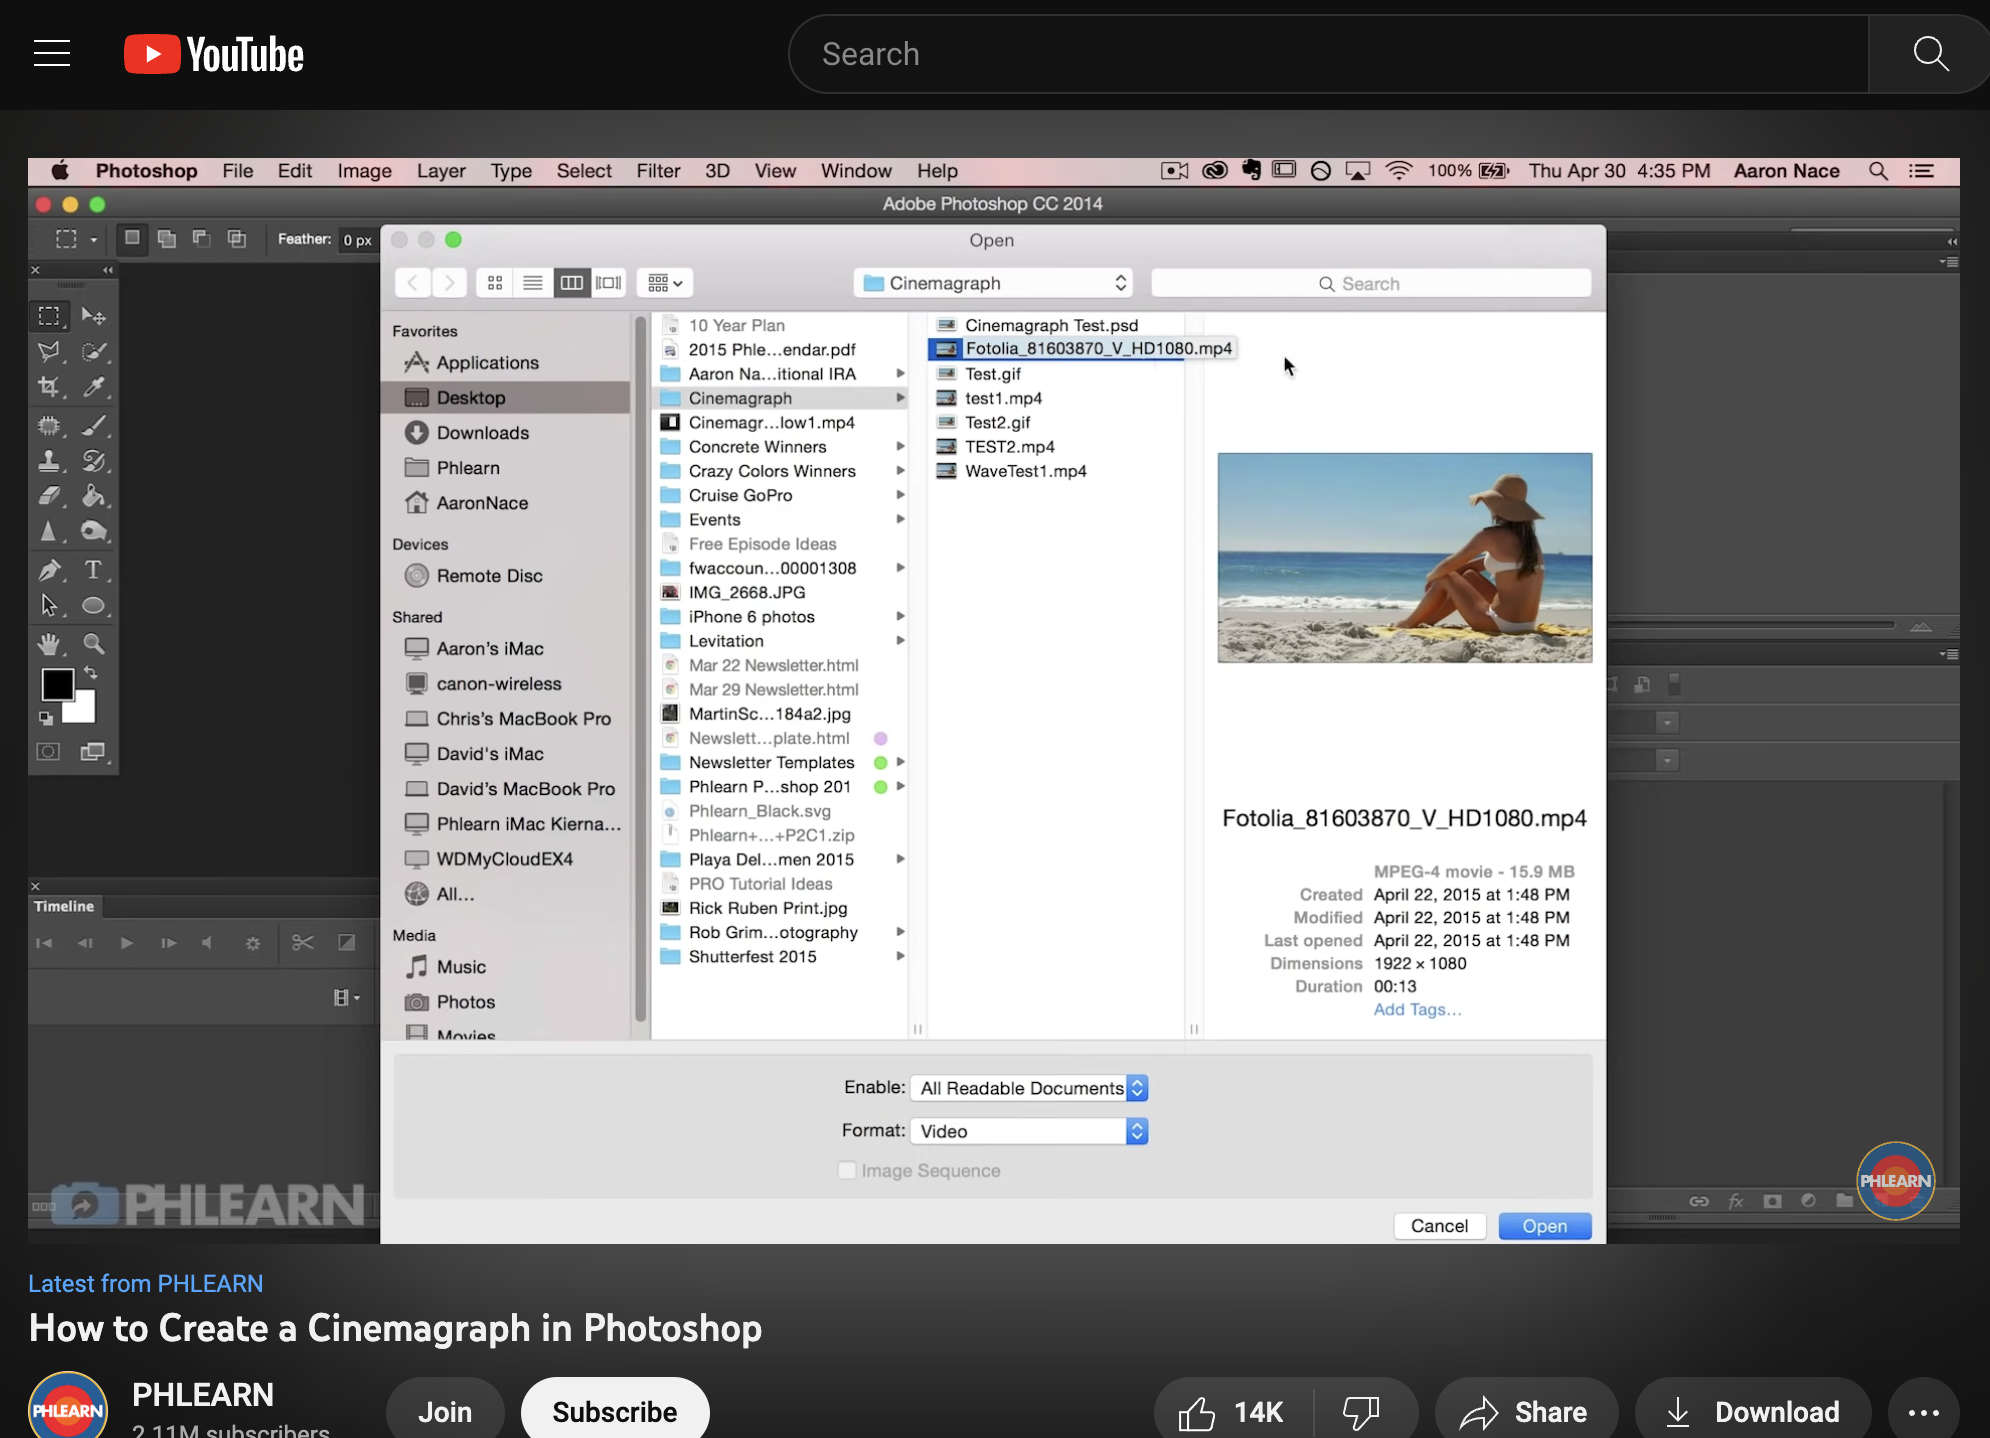 YouTube
Search
Photoshop File Edit Image Layer Type Select Filter 3D View Window Help 100% Thu Apr 30 4:35 PM Aaron Nace
Adobe Photoshop CC 2014
Feather: 0 px
Open
Cinemagraph
Search
Favorites
Applications
Desktop
Downloads
Phlearn
AaronNace
Devices
Remote Disc
Shared
Aaron's iMac
canon-wireless
Chris's MacBook Pro
David's iMac
David's MacBook Pro
Phlearn iMac Kierna...
WDMyCloudEX4
All...
Media
Music
Photos
Movies
10 Year Plan
2015 Phle...endar.pdf
Aaron Na...itional IRA
Cinemagraph
Cinemagr...low1.mp4
Concrete Winners
Crazy Colors Winners
Cruise GoPro
Events
Free Episode Ideas
fwaccoun...00001308
IMG_2668.JPG
iPhone 6 photos
Levitation
Mar 22 Newsletter.html
Mar 29 Newsletter.html
MartinSc...184a2.jpg
Newslett...plate.html
Newsletter Templates
Phlearn P...shop 201
Phlearn_Black.svg
Phlearn+...+P2C1.zip
Playa Del...men 2015
PRO Tutorial Ideas
Rick Ruben Print.jpg
Rob Grim...otography
Shutterfest 2015
Cinemagraph Test.psd
Fotolia_81603870_V_HD1080.mp4
Test.gif
test1.mp4
Test2.gif
TEST2.mp4
WaveTest1.mp4
Fotolia_81603870_V_HD1080.mp4
MPEG-4 movie - 15.9 MB
Created April 22, 2015 at 1:48 PM
Modified April 22, 2015 at 1:48 PM
Last opened April 22, 2015 at 1:48 PM
Dimensions 1922 × 1080
Duration 00:13
Add Tags...
Timeline
Enable: All Readable Documents
Format: Video
Image Sequence
Cancel Open
PHLEARN
PHLEARN
Latest from PHLEARN
How to Create a Cinemagraph in Photoshop
PHLEARN
PHLEARN
2.11M subscribers
Join
Subscribe
14K
Share
Download